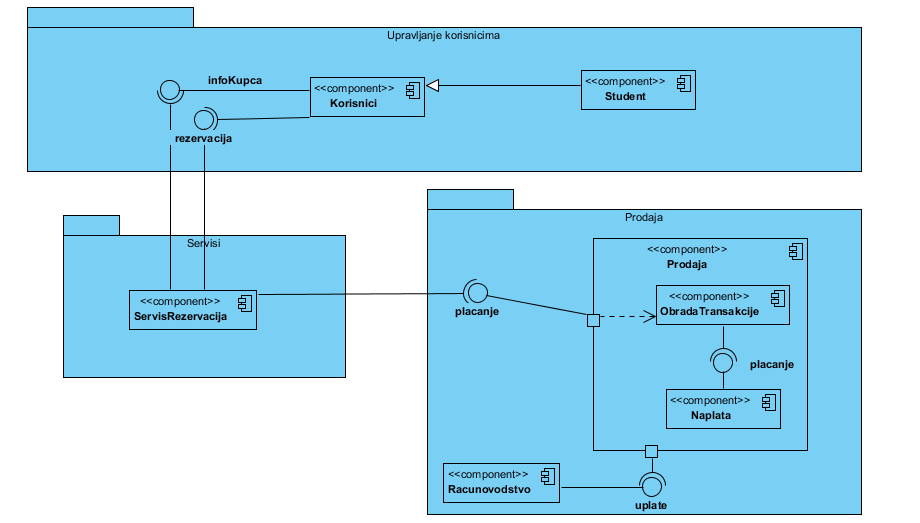 Upravljanje korisnicima
infoKupca
<<component>>
Korisnici
<<component>>
Student
rezervacija
Servisi
<<component>>
ServisRezervacija
Prodaja
<<component>>
Prodaja
<<component>>
ObradaTransakcije
placanje
placanje
<<component>>
Naplata
<<component>>
Racunovodstvo
uplate